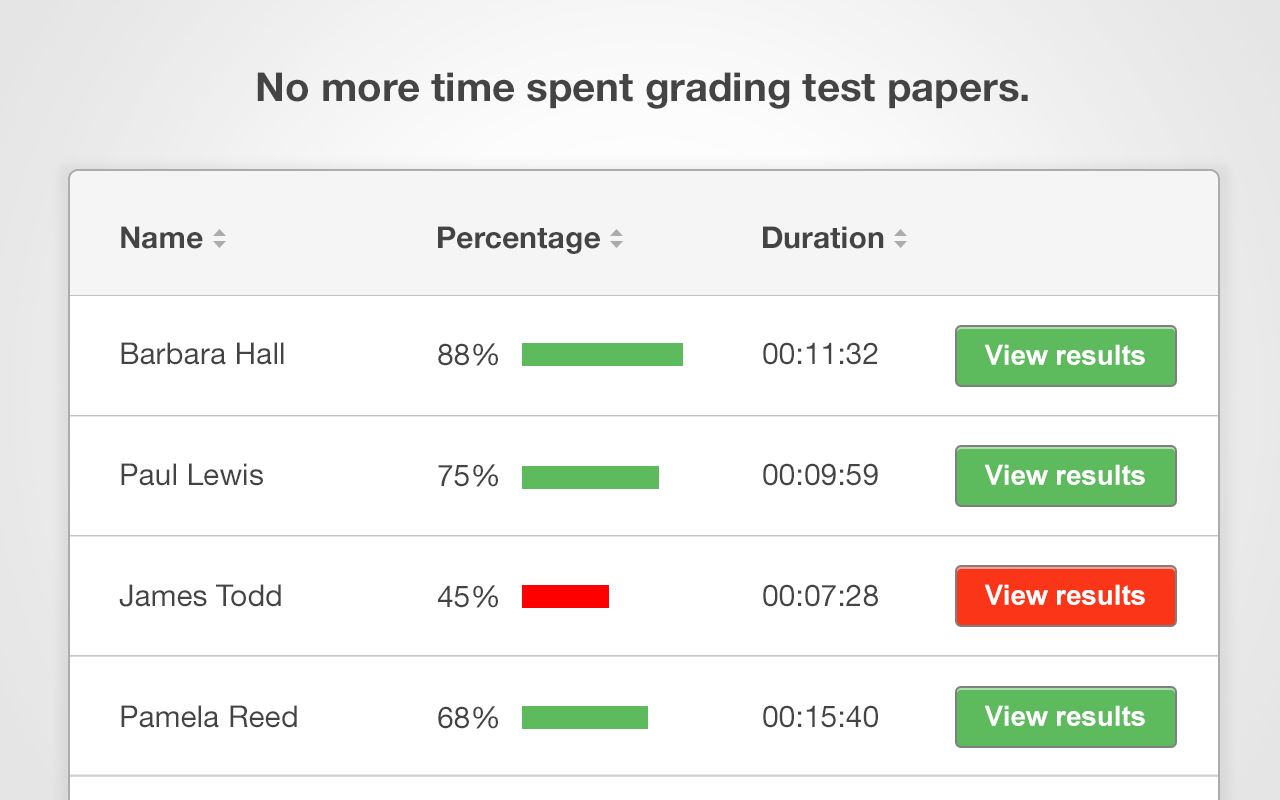 No more time spent grading test papers.
Name Percentage Duration
Barbara Hall 88% 00:11:32 View results
Paul Lewis 75% 00:09:59 View results
James Todd 45% 00:07:28 View results
Pamela Reed 68% 00:15:40 View results